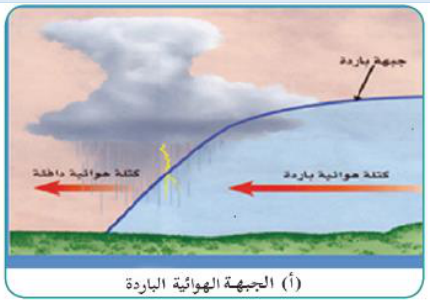 جبهة باردة
كتلة هوائية باردة
كتلة هوائية دافئة
(أ) الجبهة الهوائية الباردة